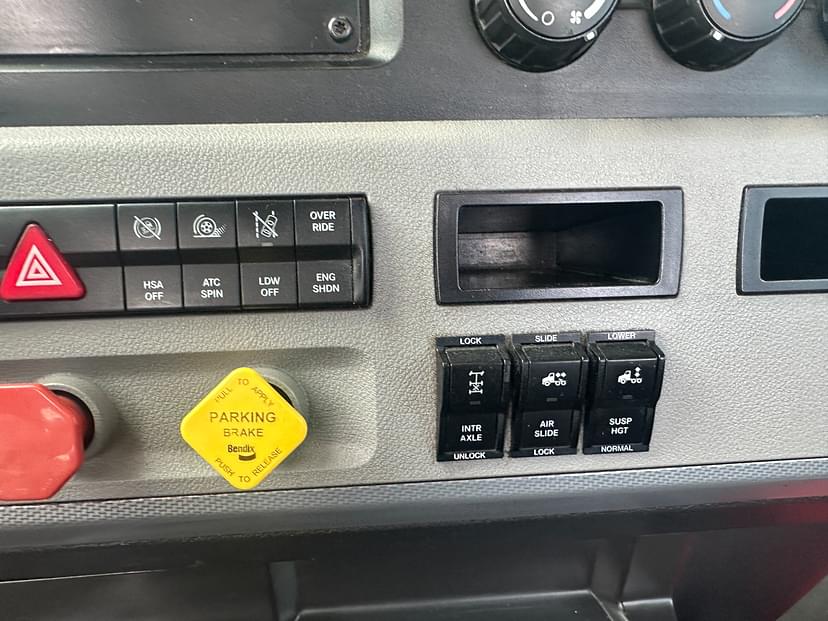 OVER
RIDE
HSA
OFF
ATC
SPIN
LDW
OFF
ENG
SHDN
PULL TO APPLY
PARKING
BRAKE
Bendix
PUSH TO RELEASE
LOCK
INTR
AXLE
UNLOCK
SLIDE
AIR
SLIDE
LOCK
LOWER
SUSP
HGT
NORMAL